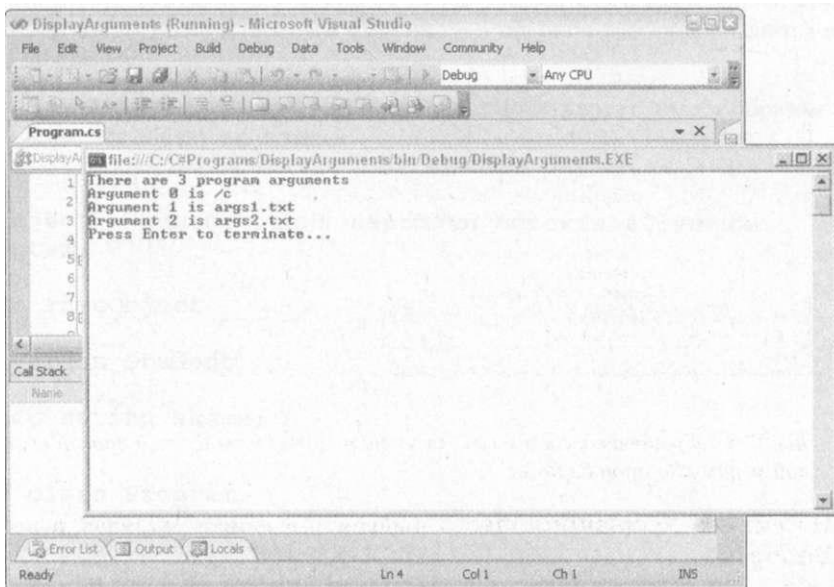 DisplayArguments (Running) - Microsoft Visual Studio
File Edit View Project Build Debug Data Tools Window Community Help
Debug Any CPU
Program.cs
DisplayA
file:///C:/C#Programs/DisplayArguments/bin/Debug/DisplayArguments.EXE
1
2
3
4
5
6
7
8
There are 3 program arguments
Argument 0 is /c
Argument 1 is args1.txt
Argument 2 is args2.txt
Press Enter to terminate...
Call Stack
Name
Error List Output Locals
Ready Ln 4 Col 1 Ch 1 INS